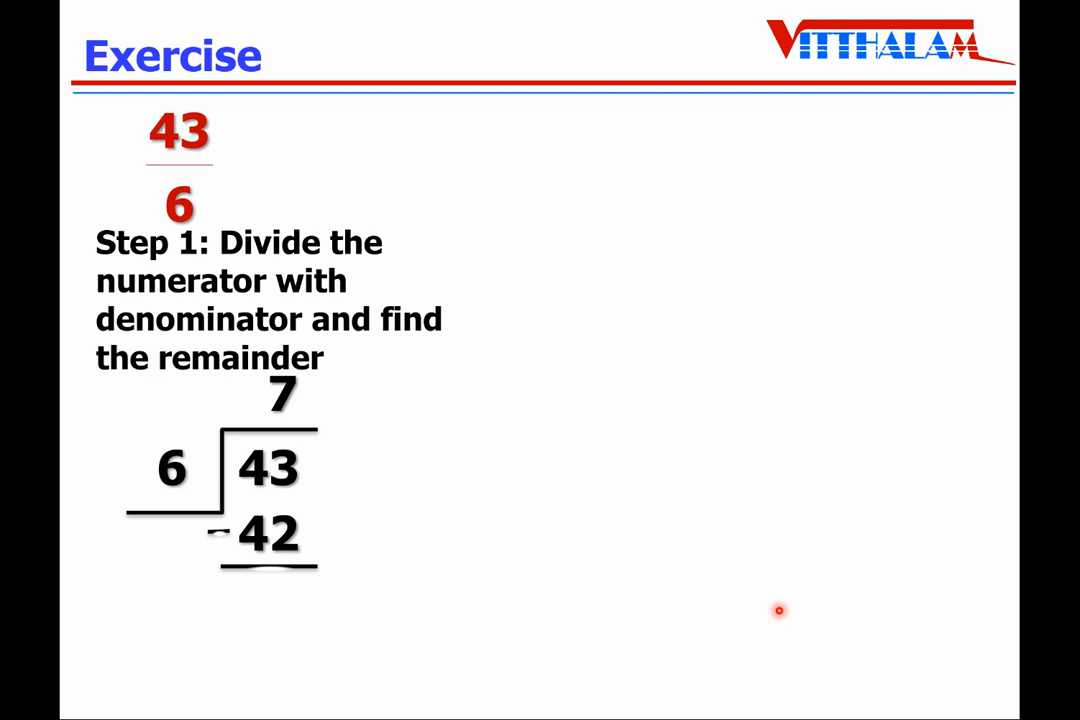 Exercise
VITTHALAM
43
6
Step 1: Divide the
numerator with
denominator and find
the remainder
7
6 43
- 42